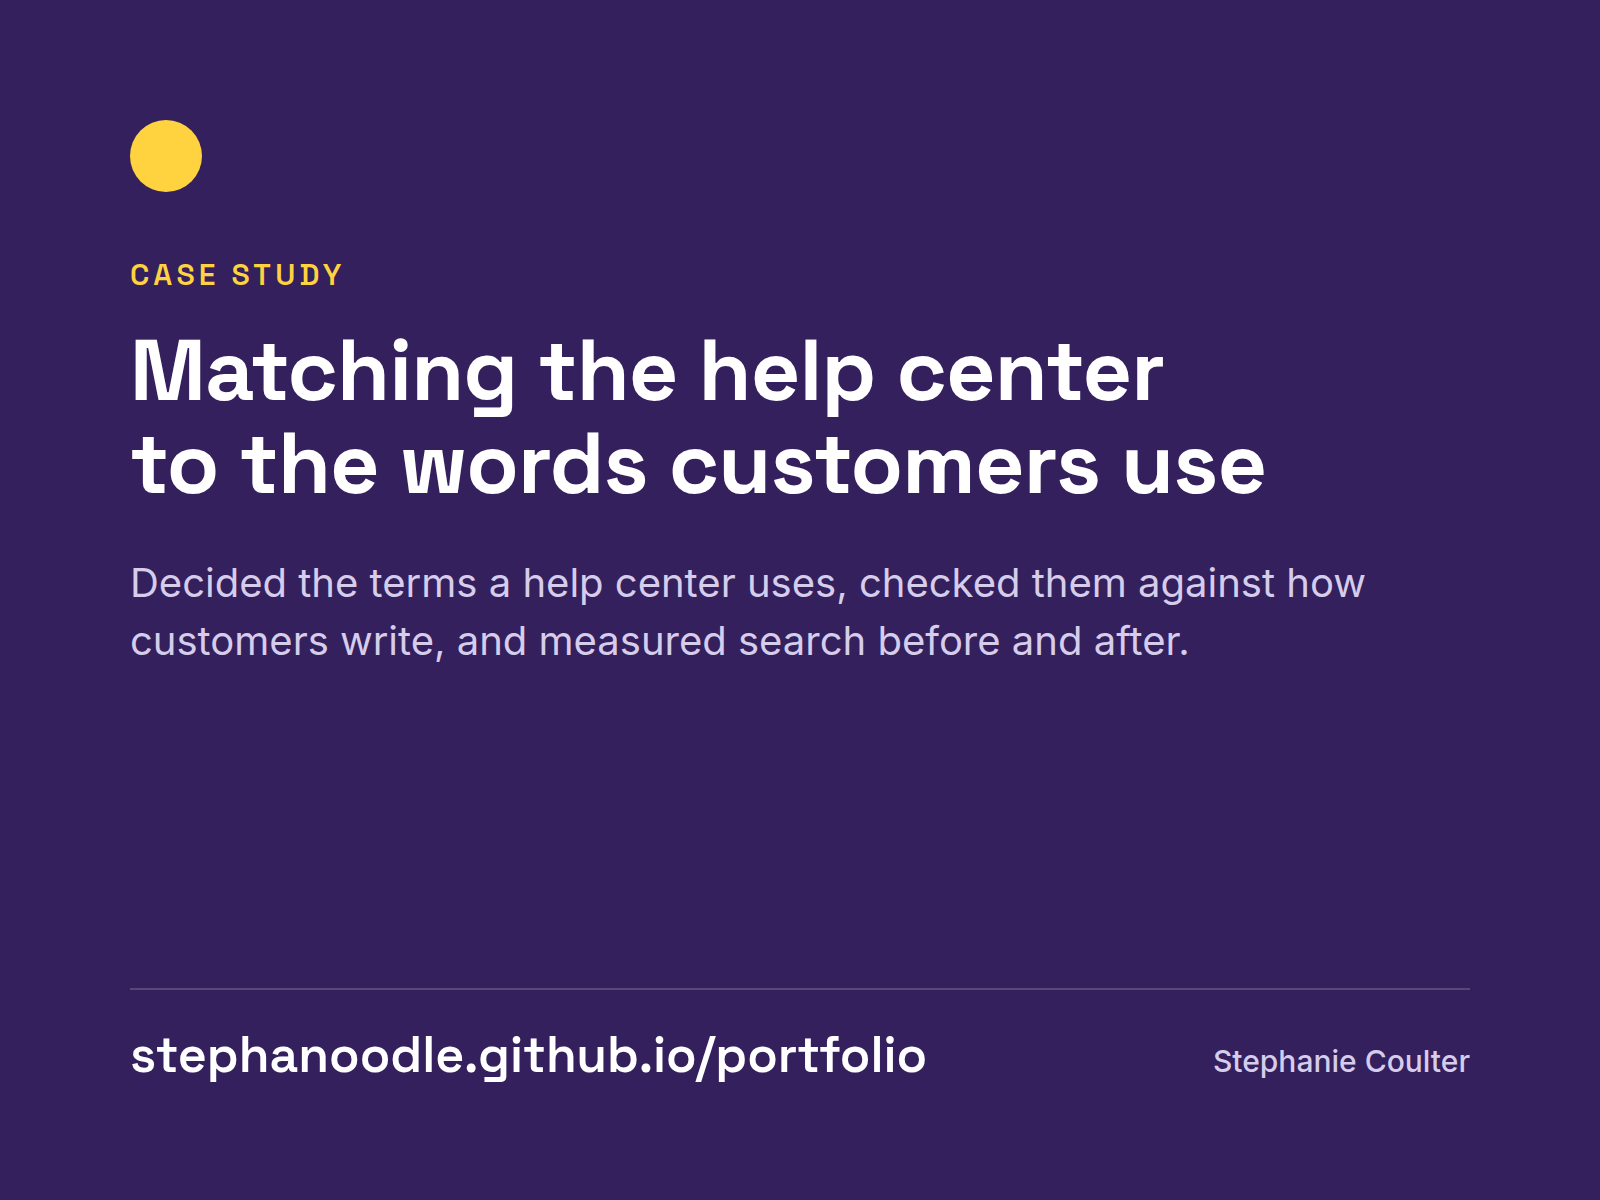 CASE STUDY
Matching the help center
to the words customers use
Decided the terms a help center uses, checked them against how
customers write, and measured search before and after.
stephanoodle.github.io/portfolio
Stephanie Coulter